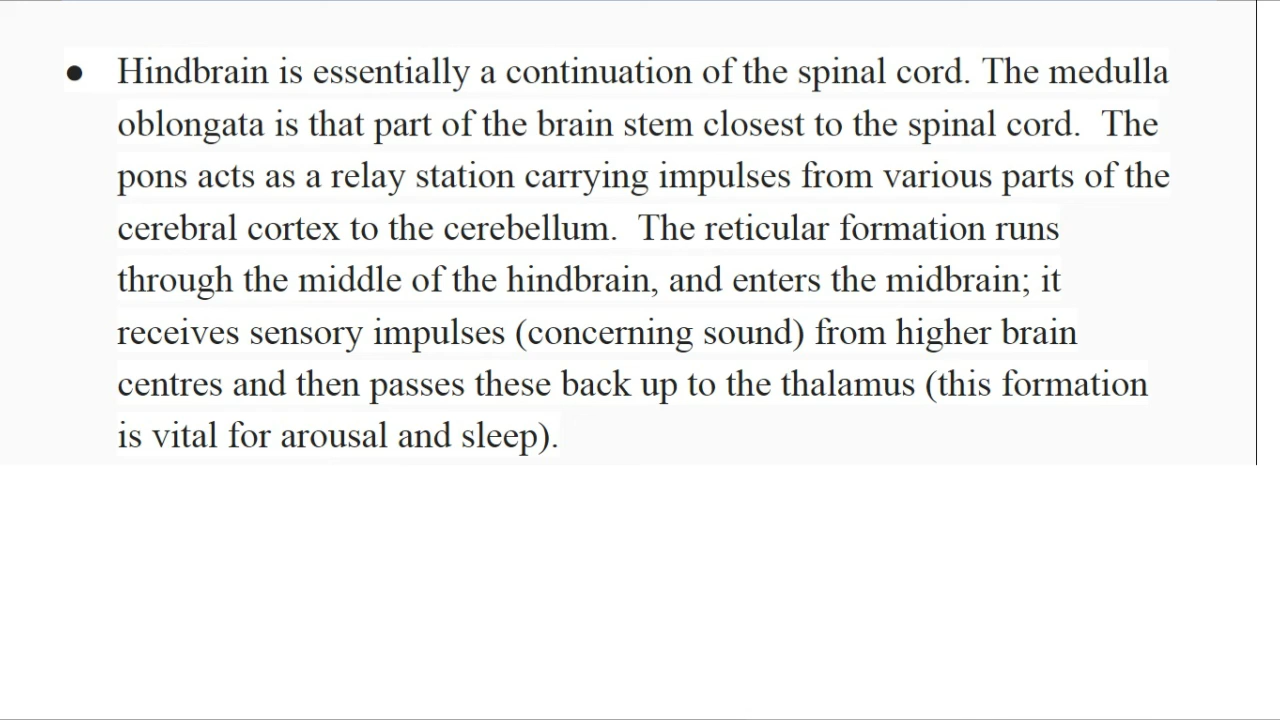 ● Hindbrain is essentially a continuation of the spinal cord. The medulla
oblongata is that part of the brain stem closest to the spinal cord.  The
pons acts as a relay station carrying impulses from various parts of the
cerebral cortex to the cerebellum.  The reticular formation runs
through the middle of the hindbrain, and enters the midbrain; it
receives sensory impulses (concerning sound) from higher brain
centres and then passes these back up to the thalamus (this formation
is vital for arousal and sleep).